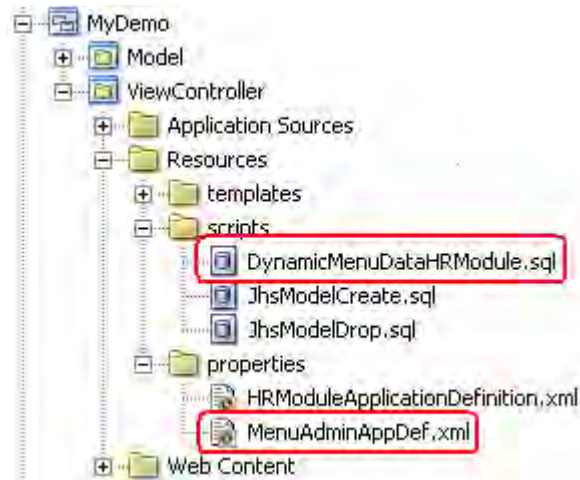 MyDemo
Model
ViewController
Application Sources
Resources
templates
scripts
DynamicMenuDataHRModule.sql
JhsModelCreate.sql
JhsModelDrop.sql
properties
HRModuleApplicationDefinition.xml
MenuAdminAppDef.xml
Web Content